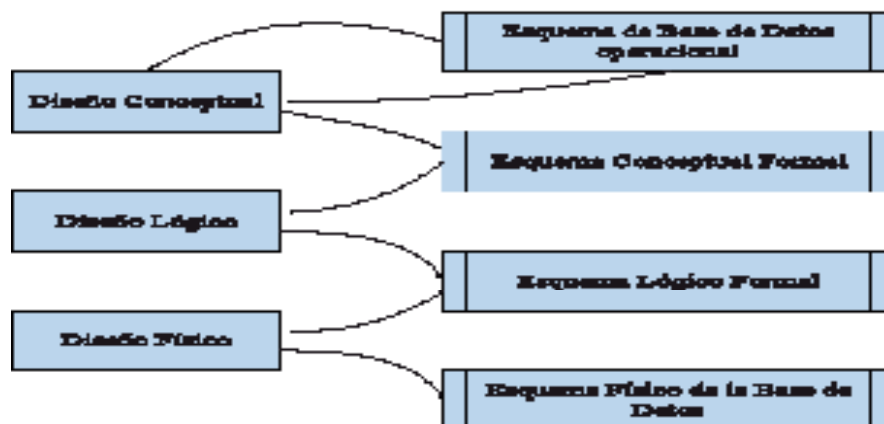 Esquema de Base de Datos
operacional
Diseño Conceptual
Esquema Conceptual Formal
Diseño Lógico
Esquema Lógico Formal
Diseño Físico
Esquema Físico de la Base de
Datos